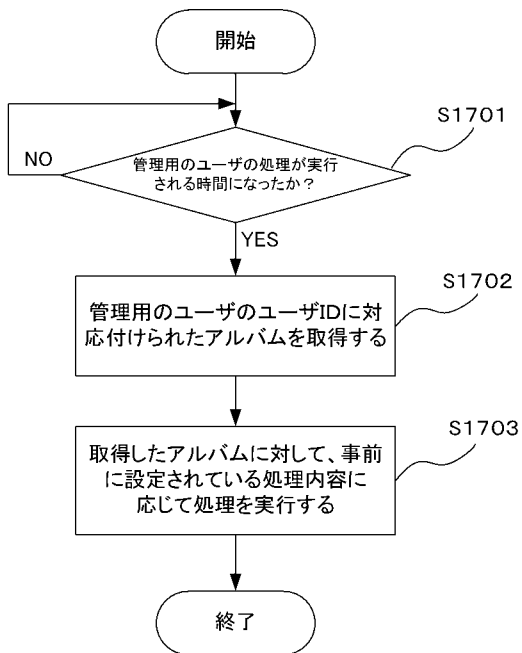 開始
S1701
管理用のユーザの処理が実行
される時間になったか？
NO
YES
S1702
管理用のユーザのユーザIDに対
応付けられたアルバムを取得する
S1703
取得したアルバムに対して、事前
に設定されている処理内容に
応じて処理を実行する
終了